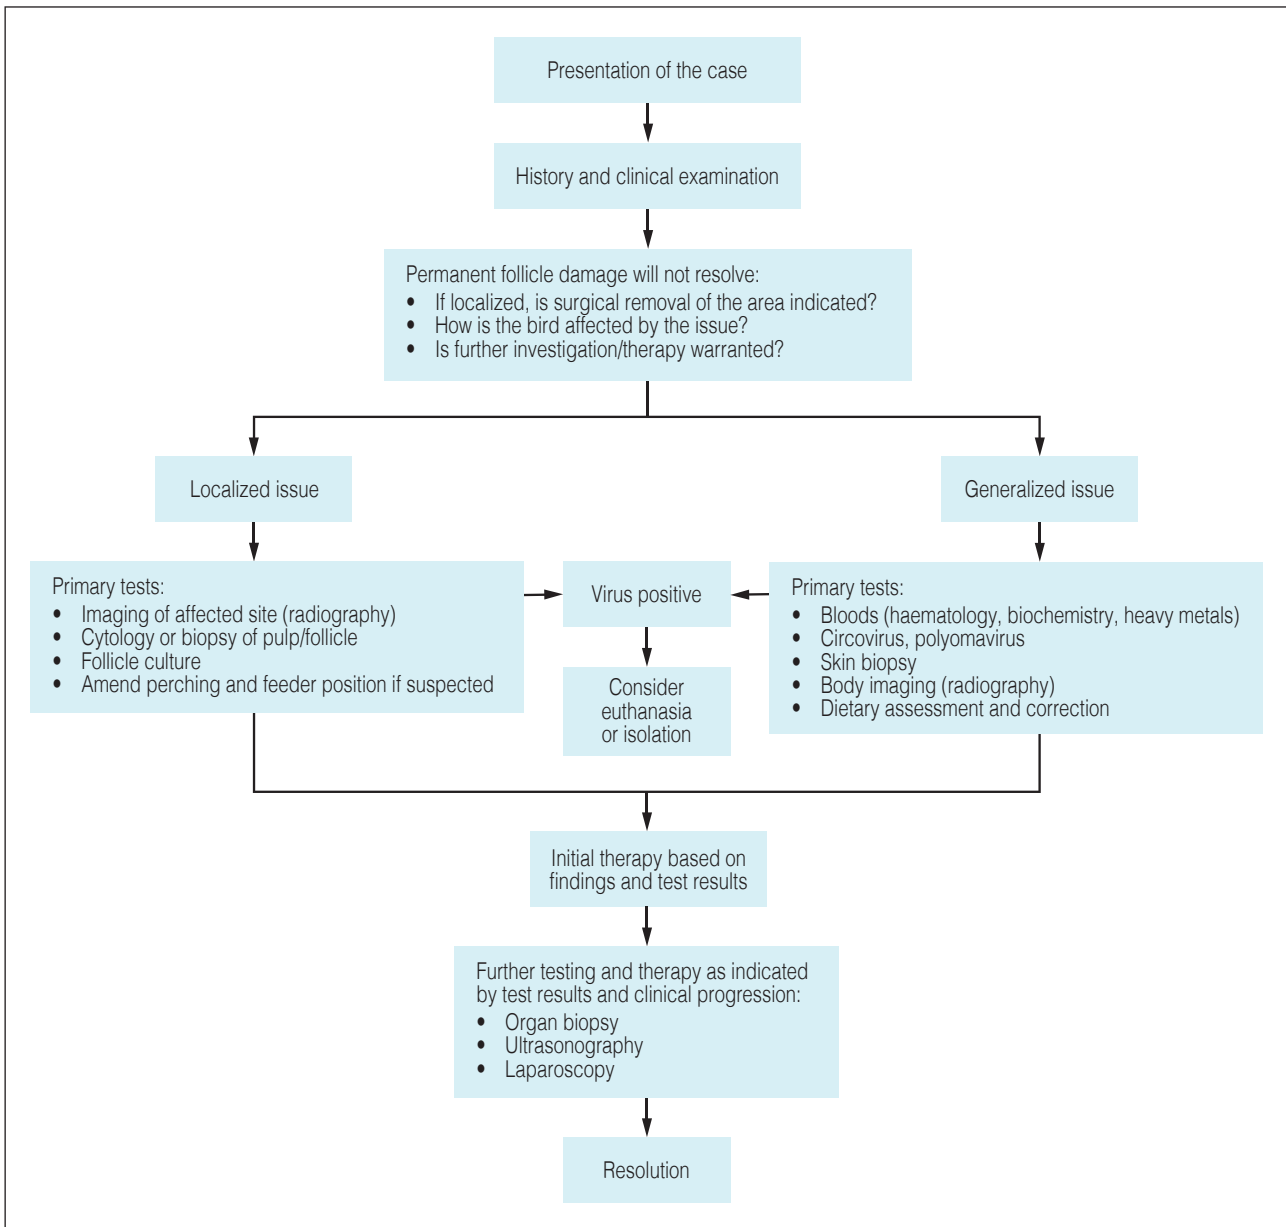 Presentation of the case
History and clinical examination
Permanent follicle damage will not resolve:
• If localized, is surgical removal of the area indicated?
• How is the bird affected by the issue?
• Is further investigation/therapy warranted?
Localized issue
Generalized issue
Primary tests:
• Imaging of affected site (radiography)
• Cytology or biopsy of pulp/follicle
• Follicle culture
• Amend perching and feeder position if suspected
Virus positive
Consider
euthanasia
or isolation
Primary tests:
• Bloods (haematology, biochemistry, heavy metals)
• Circovirus, polyomavirus
• Skin biopsy
• Body imaging (radiography)
• Dietary assessment and correction
Initial therapy based on
findings and test results
Further testing and therapy as indicated
by test results and clinical progression:
• Organ biopsy
• Ultrasonography
• Laparoscopy
Resolution